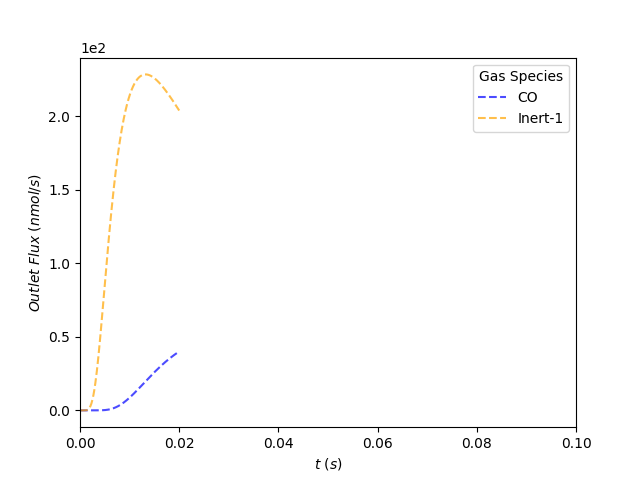 1e2
Gas Species
CO
Inert-1
2.0
1.5
1.0
0.5
0.0
Outlet Flux (nmol/s)
0.00 0.02 0.04 0.06 0.08 0.10
t (s)